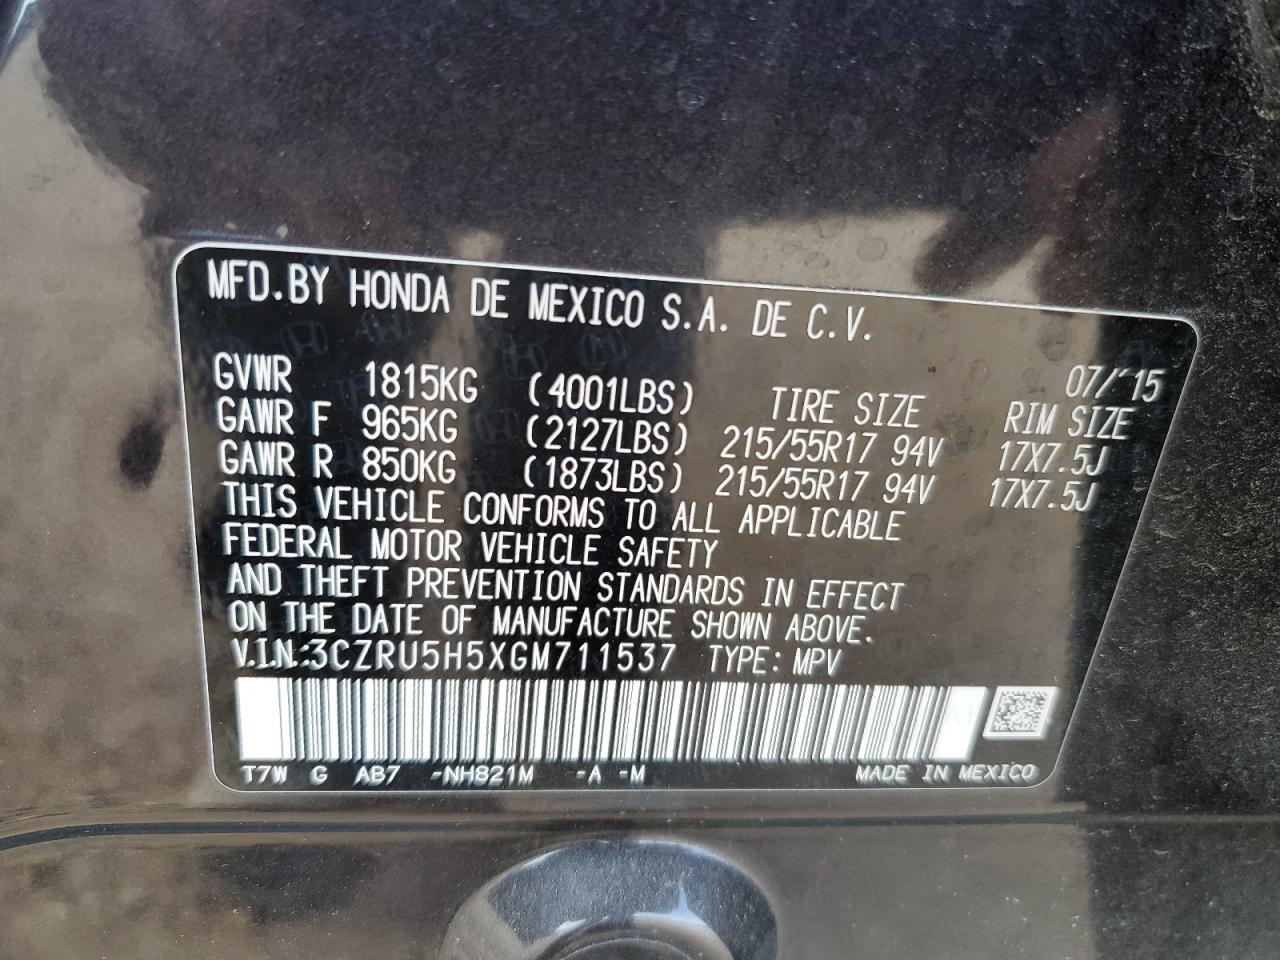 MFD.BY HONDA DE MEXICO S.A. DE C.V.
07/'15
GVWR 1815KG (4001LBS) TIRE SIZE RIM SIZE
GAWR F 965KG (2127LBS) 215/55R17 94V 17X7.5J
GAWR R 850KG (1873LBS) 215/55R17 94V 17X7.5J
THIS VEHICLE CONFORMS TO ALL APPLICABLE
FEDERAL MOTOR VEHICLE SAFETY
AND THEFT PREVENTION STANDARDS IN EFFECT
ON THE DATE OF MANUFACTURE SHOWN ABOVE.
V.I.N.:3CZRU5H5XGM711537 TYPE: MPV
T7W G AB7 -NH821M -A -M MADE IN MEXICO